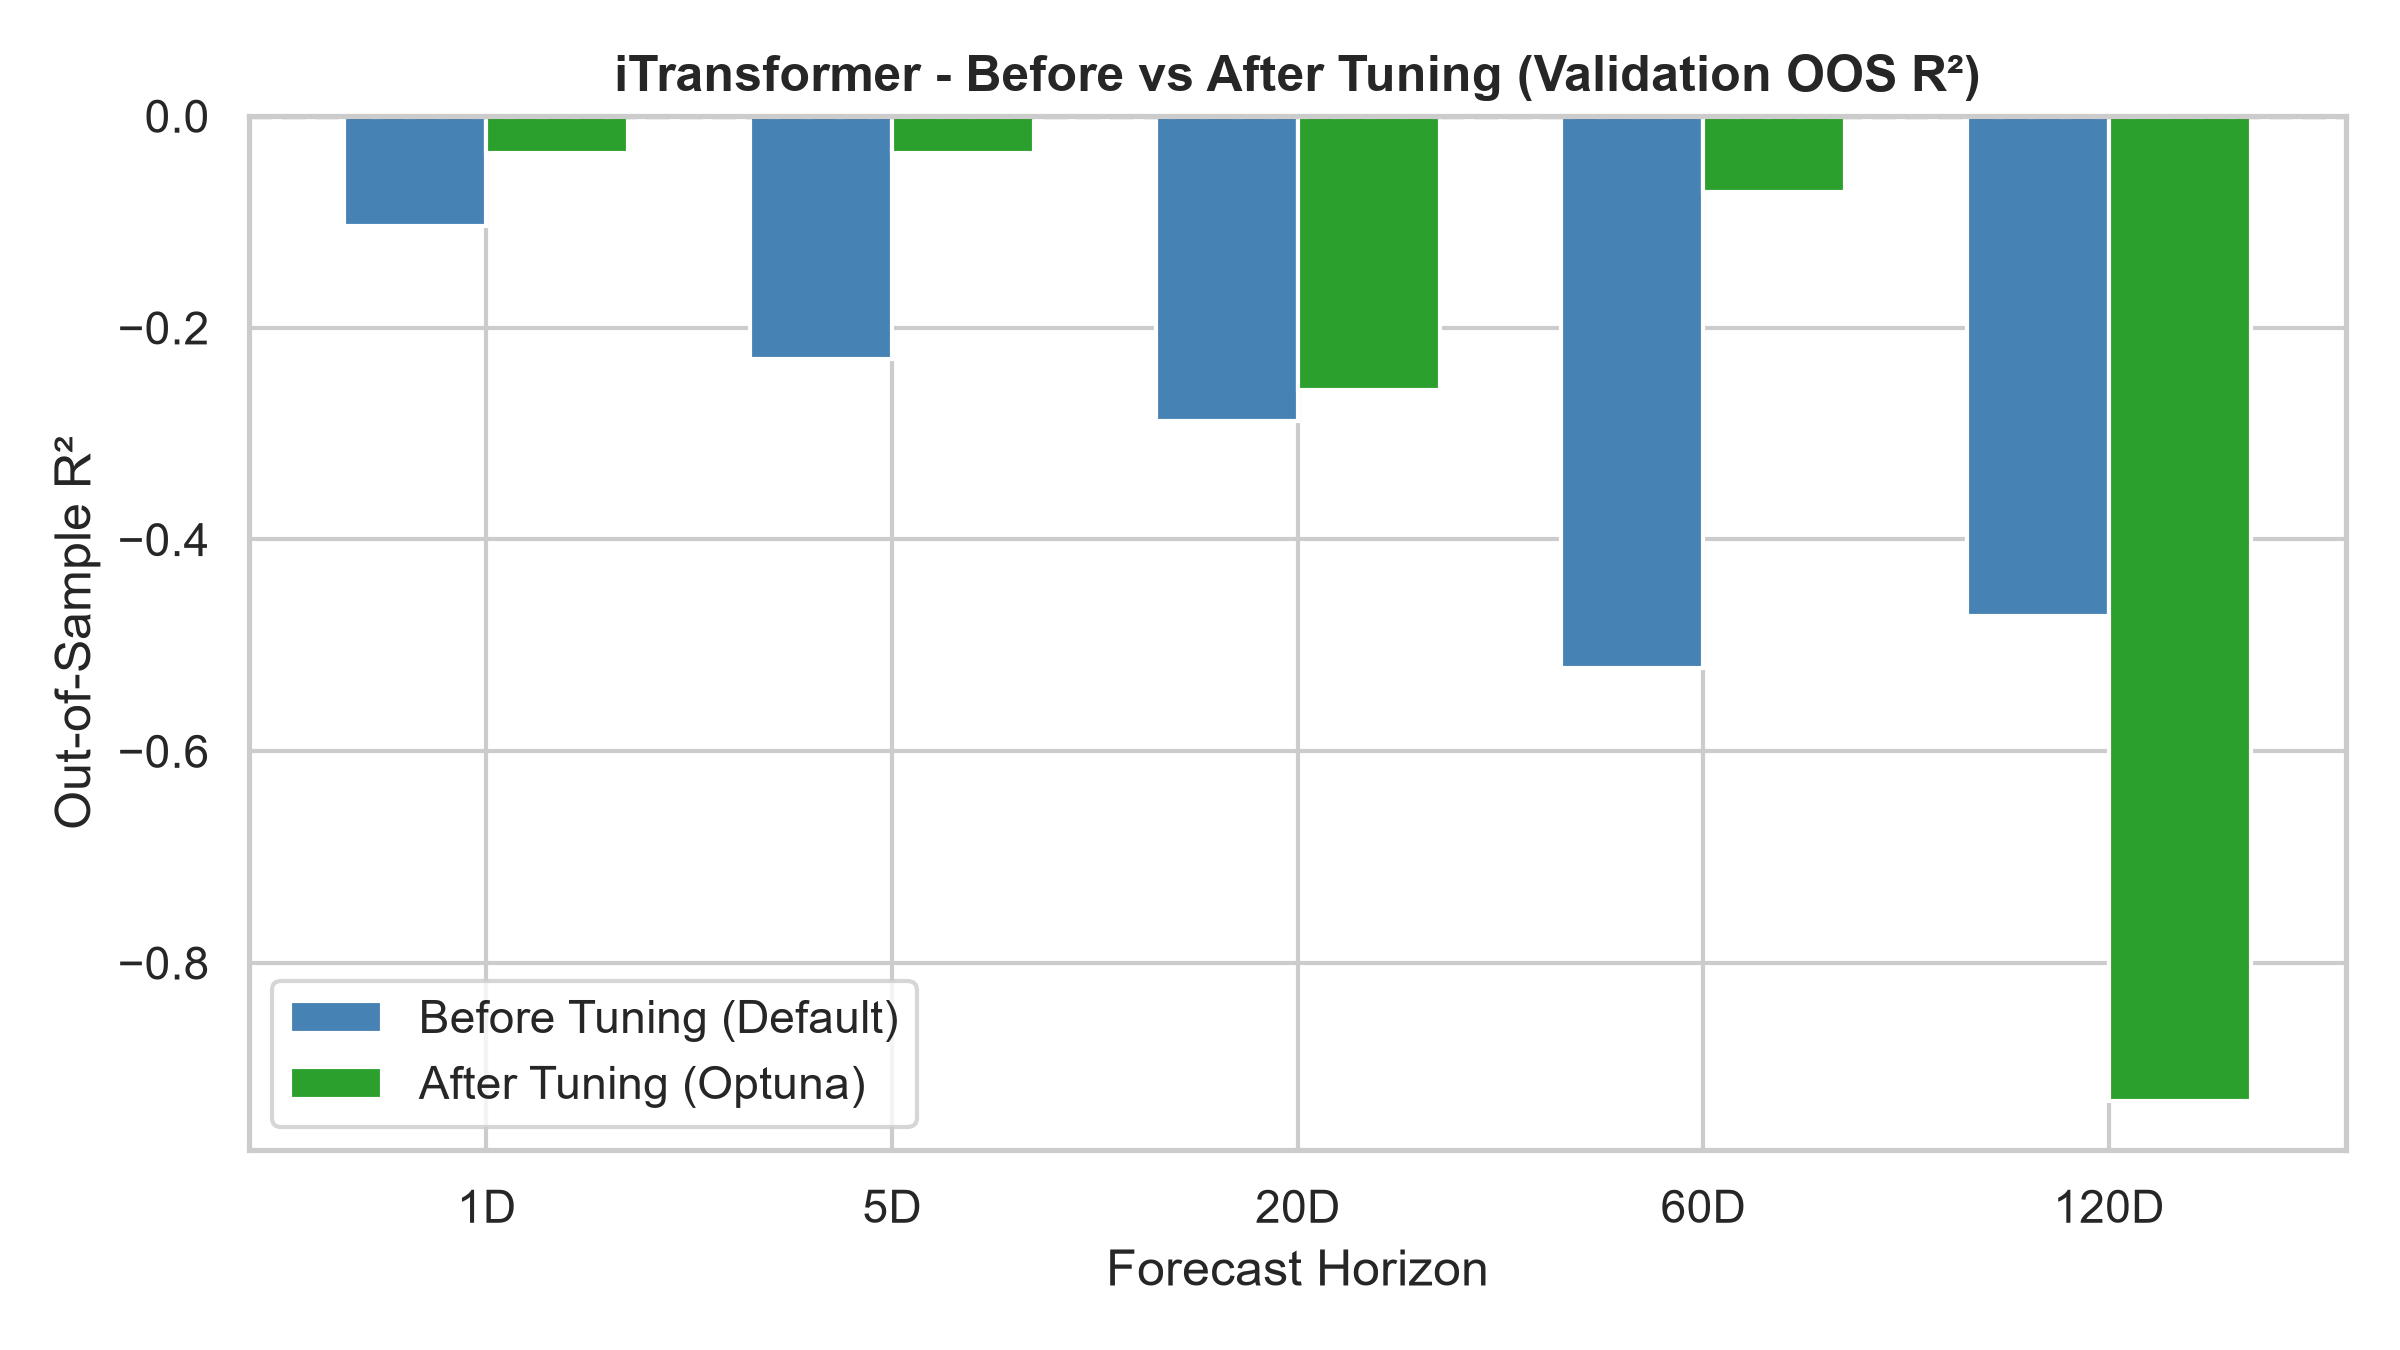 iTransformer - Before vs After Tuning (Validation OOS R²)
0.0
−0.2
−0.4
−0.6
−0.8
Out-of-Sample R²
Before Tuning (Default)
After Tuning (Optuna)
1D 5D 20D 60D 120D
Forecast Horizon